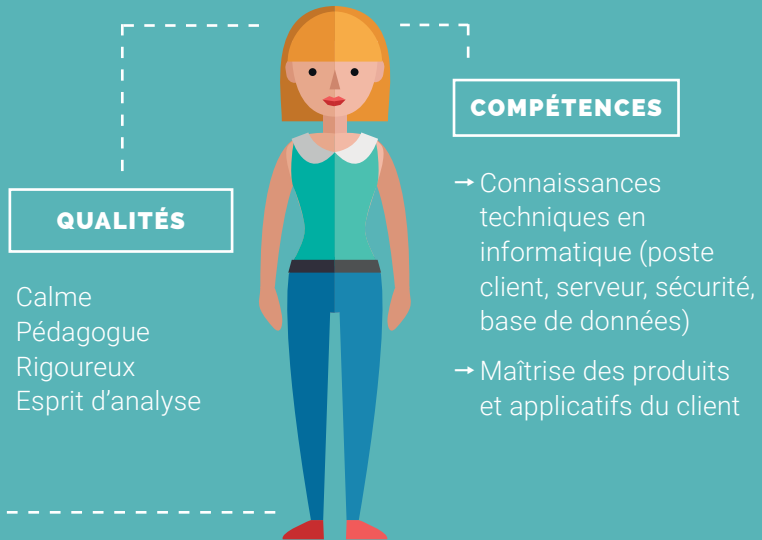 QUALITÉS
Calme
Pédagogue
Rigoureux
Esprit d'analyse
COMPÉTENCES
→ Connaissances
techniques en
informatique (poste
client, serveur, sécurité,
base de données)
→ Maîtrise des produits
et applicatifs du client